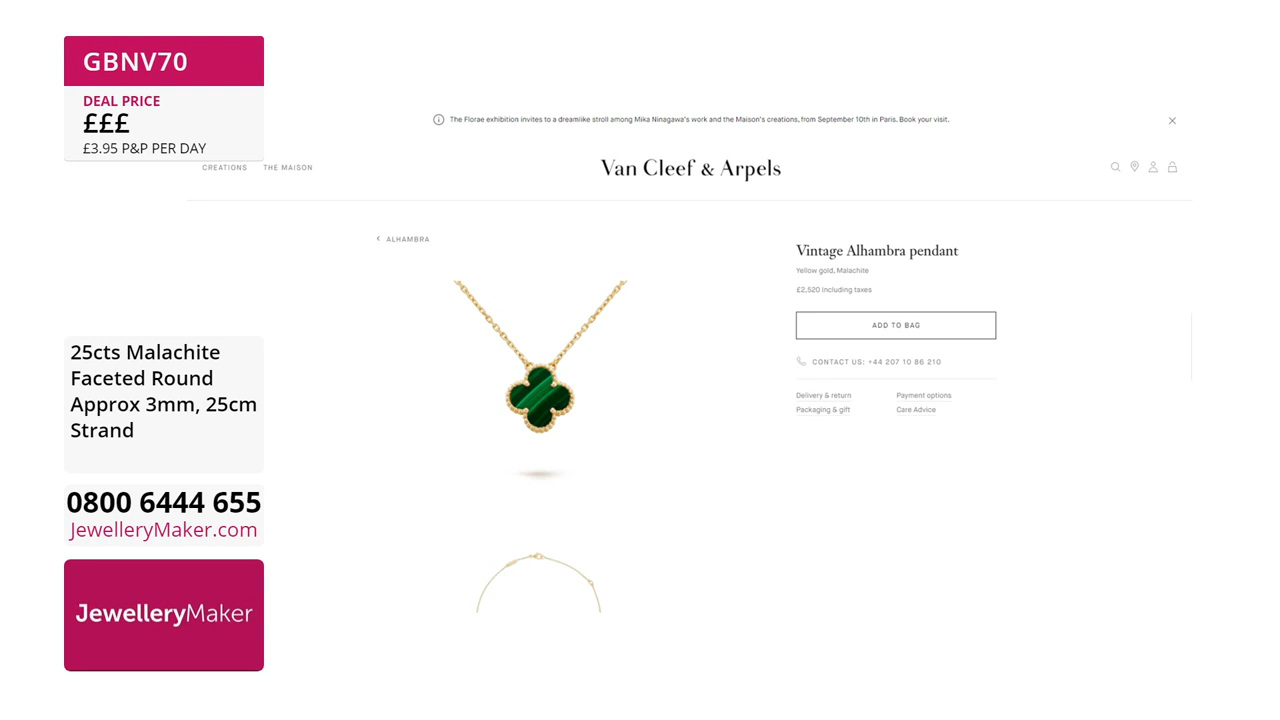 GBNV70
DEAL PRICE
£££
£3.95 P&P PER DAY
25cts Malachite
Faceted Round
Approx 3mm, 25cm
Strand
0800 6444 655
JewelleryMaker.com
JewelleryMaker
The Florae exhibition invites to a dreamlike stroll among Mika Ninagawa's work and the Maison's creations, from September 10th in Paris. Book your visit.
CREATIONS THE MAISON
Van Cleef & Arpels
ALHAMBRA
Vintage Alhambra pendant
Yellow gold, Malachite
£2,520 including taxes
ADD TO BAG
CONTACT US: +44 207 10 86 210
Delivery & return Payment options
Packaging & gift Care Advice